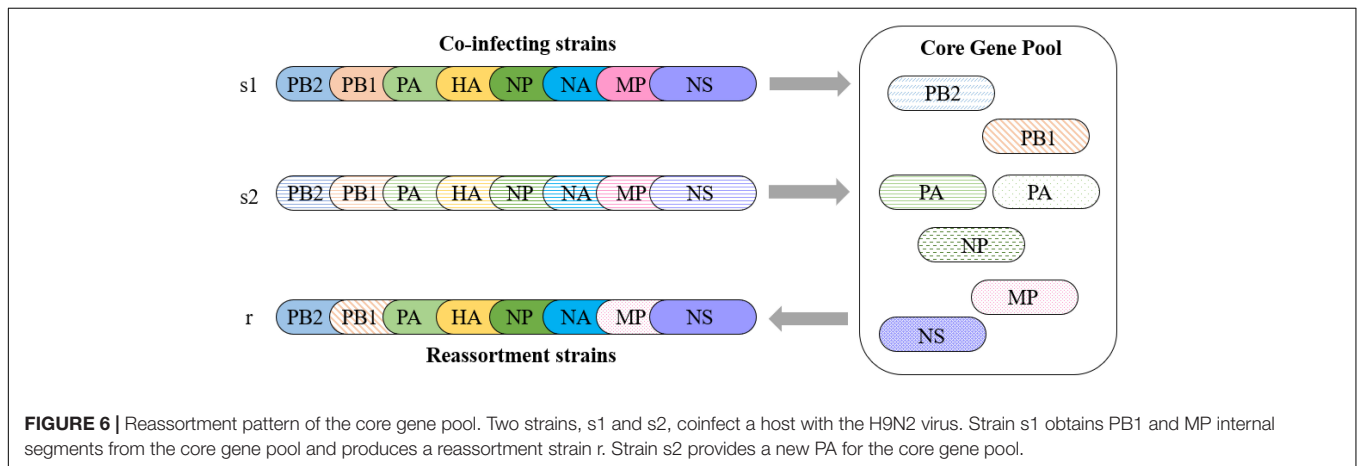 Co-infecting strains
Core Gene Pool
s1 PB2 PB1 PA HA NP NA MP NS
PB2
PB1
s2 PB2 PB1 PA HA NP NA MP NS
PA PA
NP
MP
r PB2 PB1 PA HA NP NA MP NS
NS
Reassortment strains
FIGURE 6 | Reassortment pattern of the core gene pool. Two strains, s1 and s2, coinfect a host with the H9N2 virus. Strain s1 obtains PB1 and MP internal
segments from the core gene pool and produces a reassortment strain r. Strain s2 provides a new PA for the core gene pool.